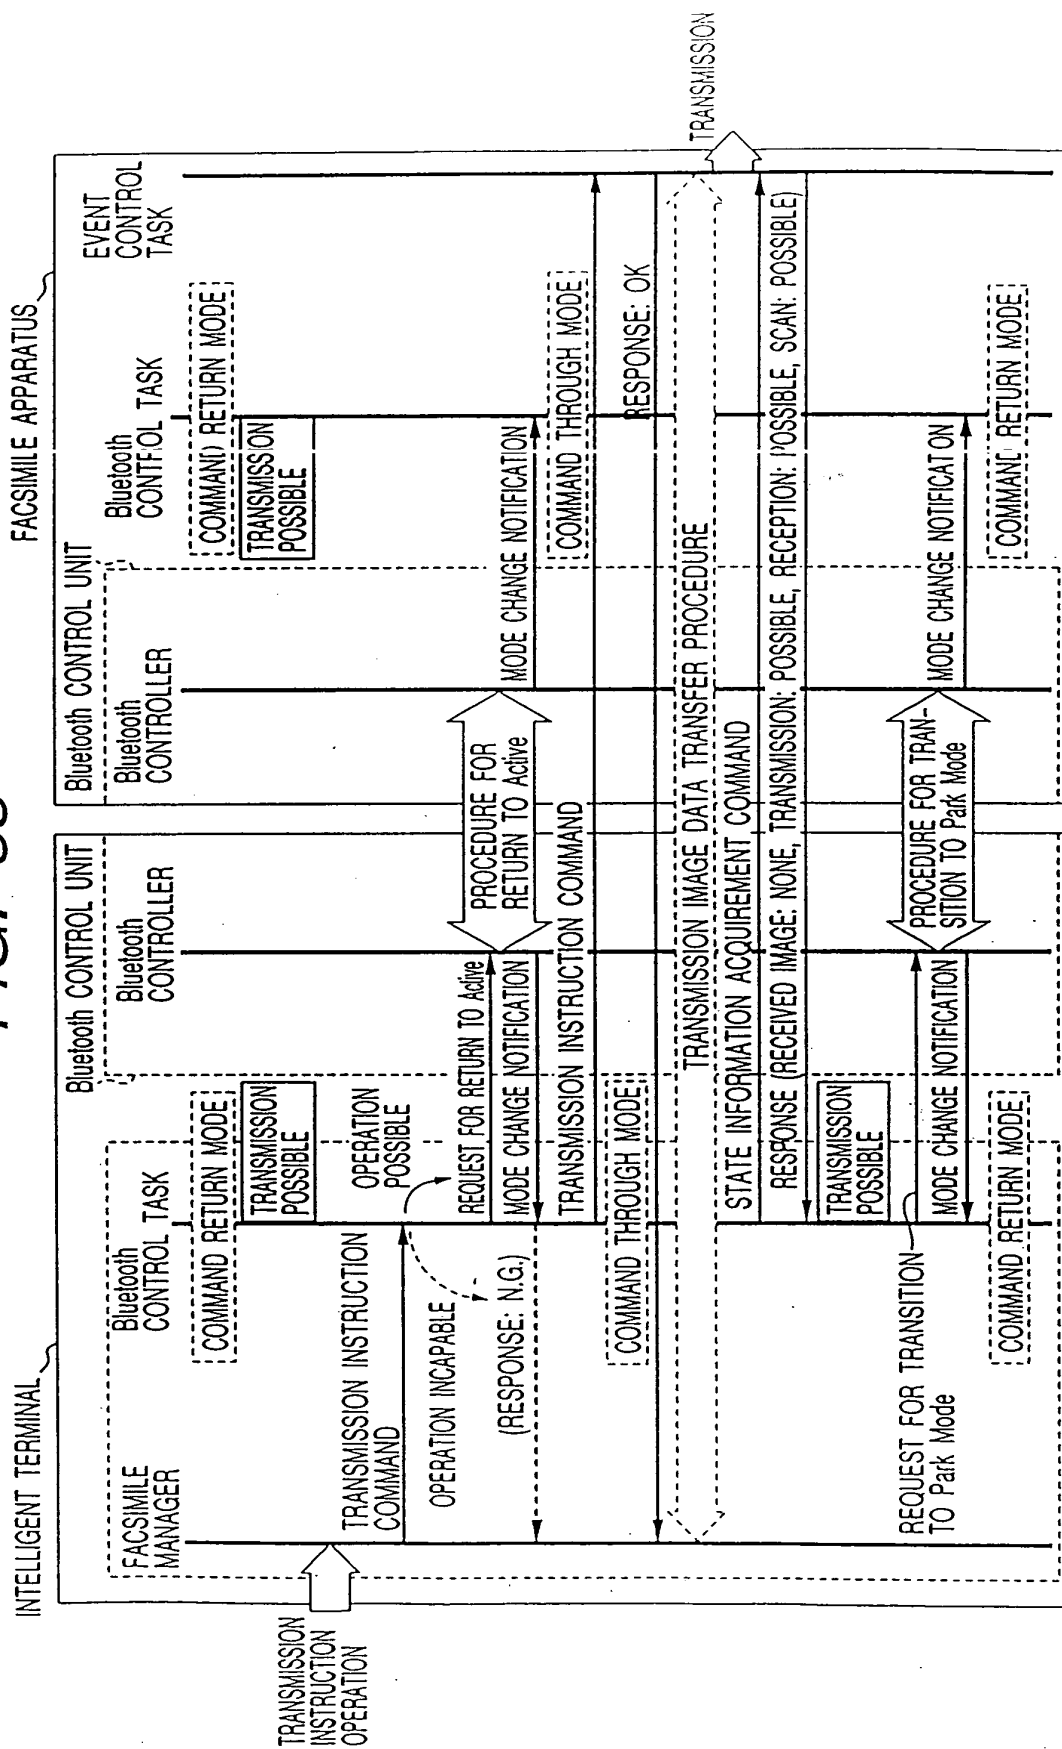 INTELLIGENT TERMINAL
FACSIMILE APPARATUS
Bluetooth CONTROL UNIT
Bluetooth CONTROL UNIT
FACSIMILE
MANAGER
Bluetooth
CONTROL TASK
Bluetooth
CONTROLLER
Bluetooth
CONTROLLER
Bluetooth
CONTROL TASK
EVENT
CONTROL
TASK
COMMAND RETURN MODE
COMMAND RETURN MODE
TRANSMISSION
POSSIBLE
TRANSMISSION
POSSIBLE
TRANSMISSION
INSTRUCTION
OPERATION
TRANSMISSION INSTRUCTION
COMMAND
OPERATION
POSSIBLE
OPERATION INCAPABLE
REQUEST FOR RETURN TO Active
PROCEDURE FOR
RETURN TO Active
(RESPONSE: N.G.)
MODE CHANGE NOTIFICATION
MODE CHANGE NOTIFICATION
TRANSMISSION INSTRUCTION COMMAND
COMMAND THROUGH MODE
COMMAND THROUGH MODE
RESPONSE: OK
TRANSMISSION IMAGE DATA TRANSFER PROCEDURE
TRANSMISSION
STATE INFORMATION ACQUIREMENT COMMAND
RESPONSE (RECEIVED IMAGE: NONE, TRANSMISSION: POSSIBLE, RECEPTION: POSSIBLE, SCAN: POSSIBLE)
TRANSMISSION
POSSIBLE
REQUEST FOR TRANSITION
TO Park Mode
PROCEDURE FOR TRAN-
SITION TO Park Mode
MODE CHANGE NOTIFICATION
MODE CHANGE NOTIFICAT ON
COMMAND RETURN MODE
COMMAND RETURN MODE